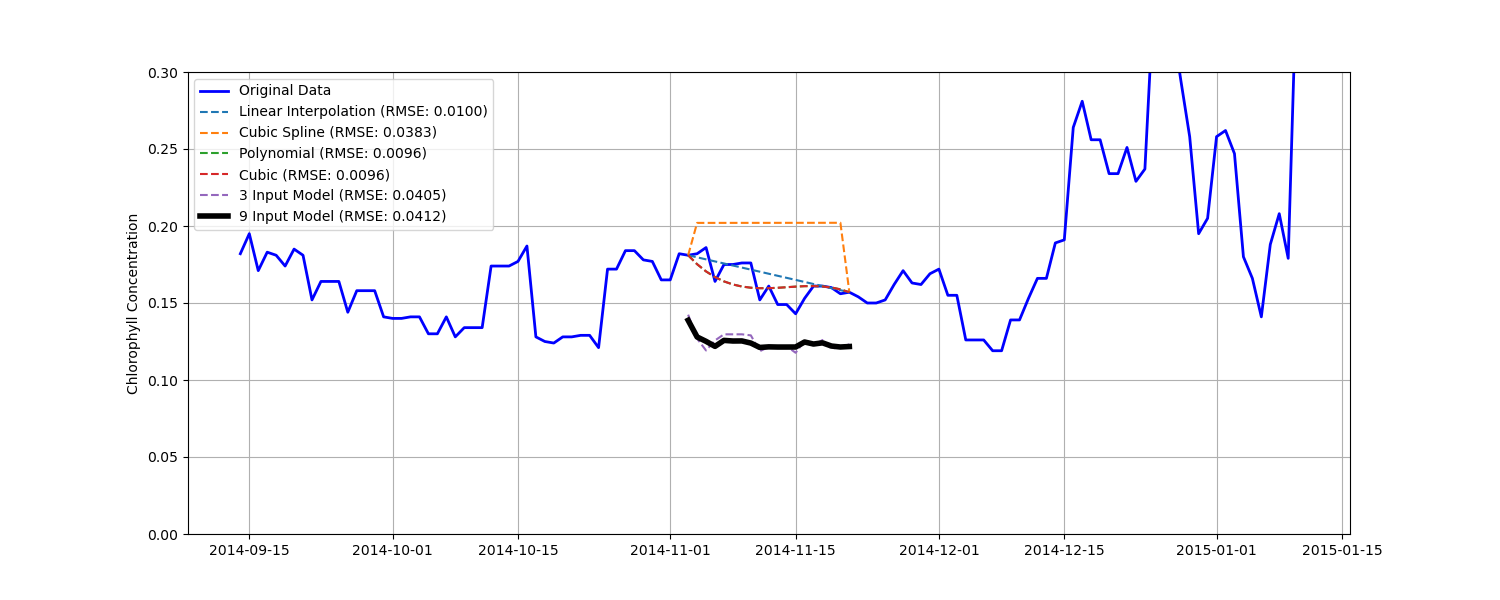 0.30
0.25
0.20
0.15
0.10
0.05
0.00
Chlorophyll Concentration
Original Data
Linear Interpolation (RMSE: 0.0100)
Cubic Spline (RMSE: 0.0383)
Polynomial (RMSE: 0.0096)
Cubic (RMSE: 0.0096)
3 Input Model (RMSE: 0.0405)
9 Input Model (RMSE: 0.0412)
2014-09-15 2014-10-01 2014-10-15 2014-11-01 2014-11-15 2014-12-01 2014-12-15 2015-01-01 2015-01-15